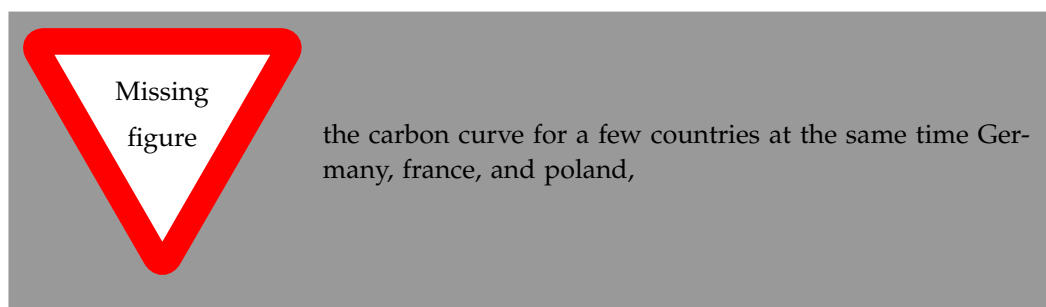 Missing
figure
the carbon curve for a few countries at the same time Ger-
many, france, and poland,